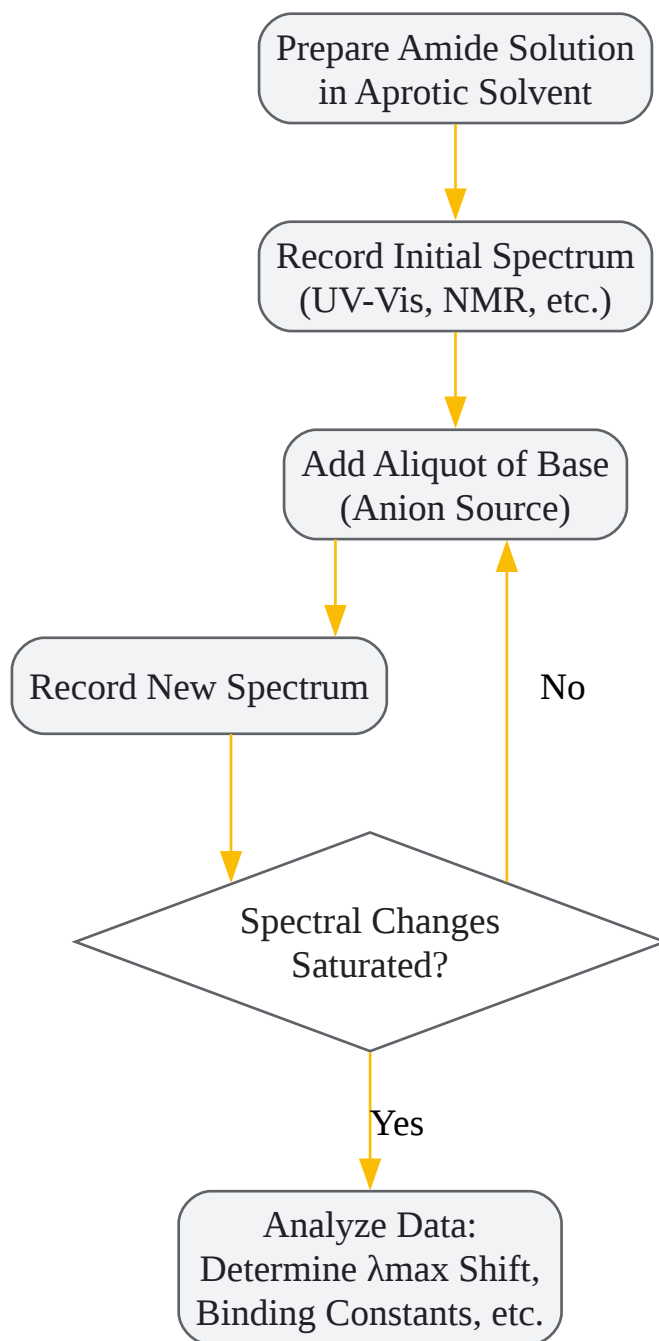 Prepare Amide Solution
in Aprotic Solvent
Record Initial Spectrum
(UV-Vis, NMR, etc.)
Add Aliquot of Base
(Anion Source)
Record New Spectrum
No
Spectral Changes
Saturated?
Yes
Analyze Data:
Determine λmax Shift,
Binding Constants, etc.